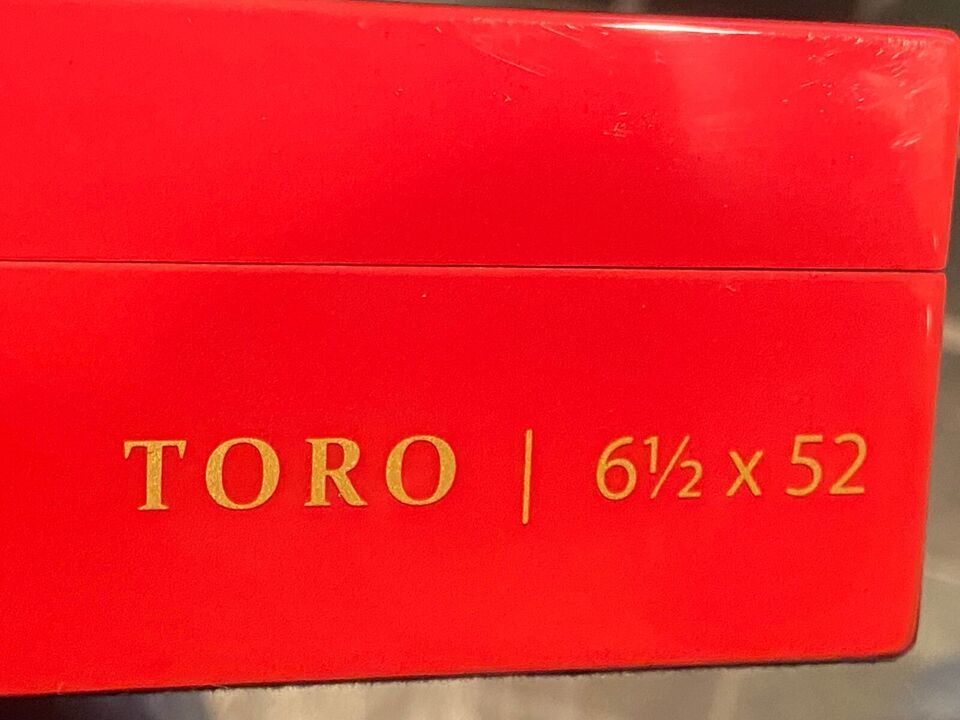 TORO | 6½ x 52